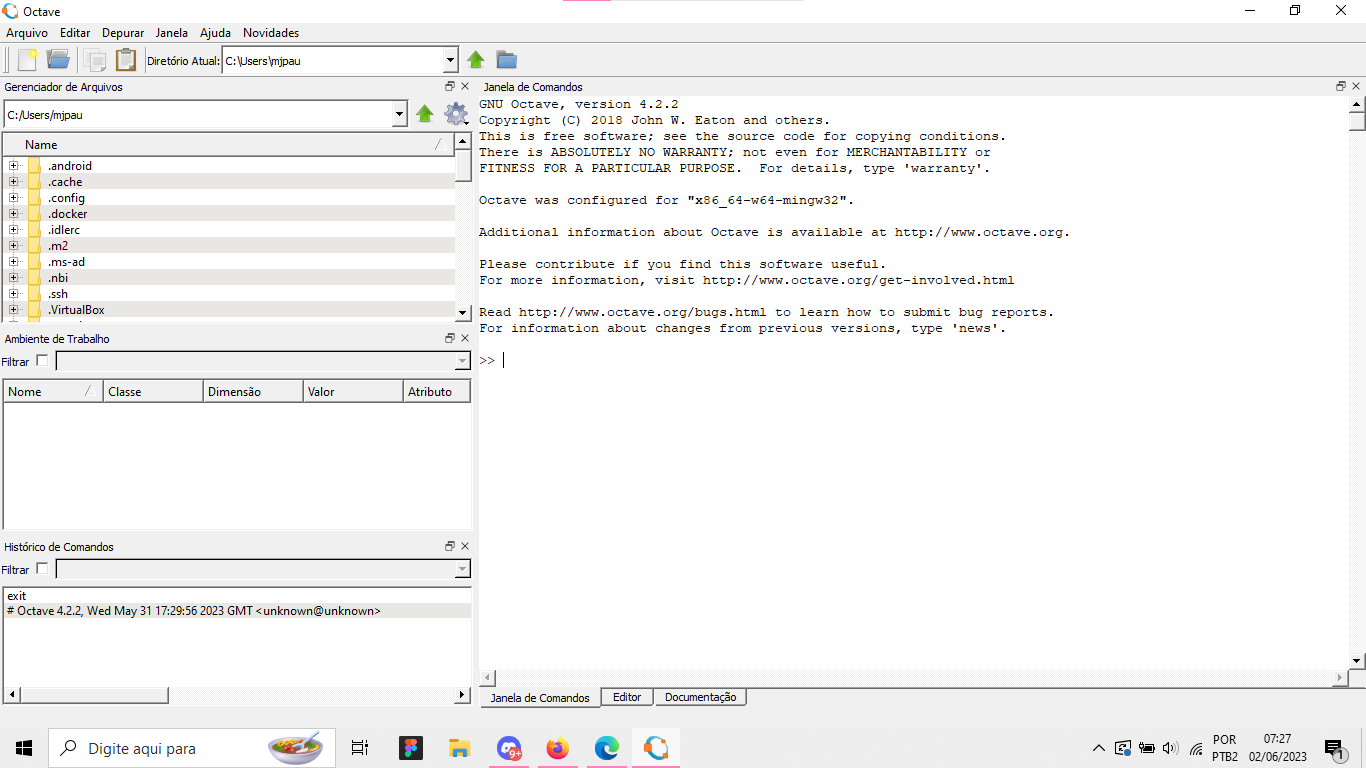 Octave
Arquivo Editar Depurar Janela Ajuda Novidades
Diretório Atual: C:\Users\mjpau
Gerenciador de Arquivos
C:/Users/mjpau
Name
.android
.cache
.config
.docker
.idlerc
.m2
.ms-ad
.nbi
.ssh
.VirtualBox
Ambiente de Trabalho
Filtrar
Nome Classe Dimensão Valor Atributo
Histórico de Comandos
Filtrar
exit
# Octave 4.2.2, Wed May 31 17:29:56 2023 GMT <unknown@unknown>
Janela de Comandos
GNU Octave, version 4.2.2
Copyright (C) 2018 John W. Eaton and others.
This is free software; see the source code for copying conditions.
There is ABSOLUTELY NO WARRANTY; not even for MERCHANTABILITY or
FITNESS FOR A PARTICULAR PURPOSE.  For details, type 'warranty'.
Octave was configured for "x86_64-w64-mingw32".
Additional information about Octave is available at http://www.octave.org.
Please contribute if you find this software useful.
For more information, visit http://www.octave.org/get-involved.html
Read http://www.octave.org/bugs.html to learn how to submit bug reports.
For information about changes from previous versions, type 'news'.
>>
Janela de Comandos Editor Documentação
Digite aqui para
9+
POR
PTB2
07:27
02/06/2023
1